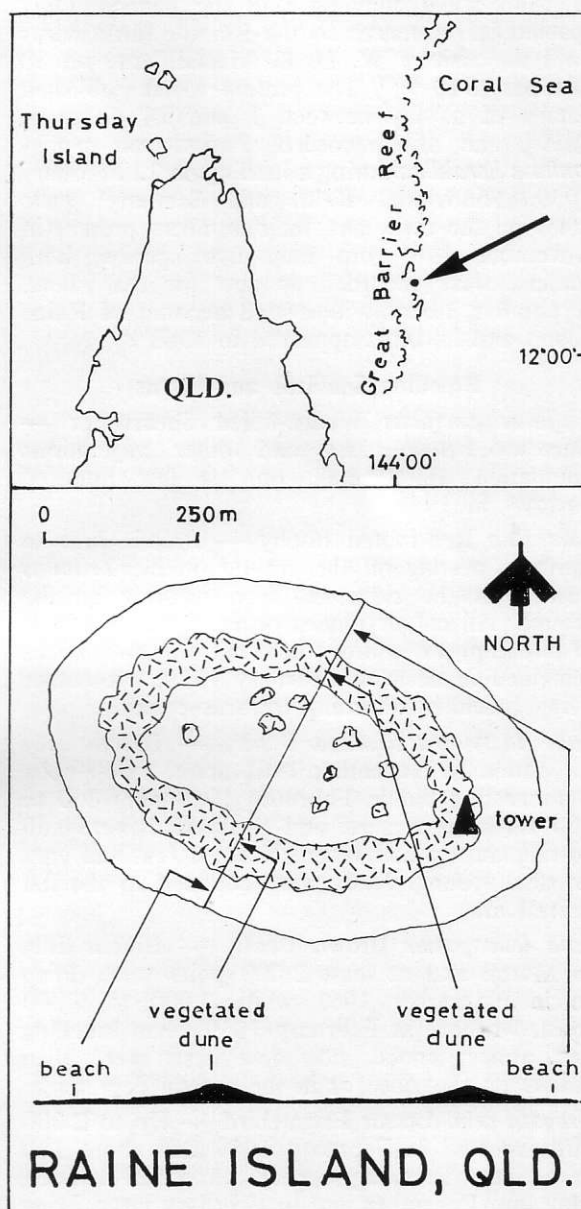 Coral Sea
Thursday
Island
Great Barrier Reef
12°00'
QLD.
144°00'
0 250m
NORTH
tower
vegetated
dune
vegetated
dune
beach
beach
RAINE ISLAND, QLD.